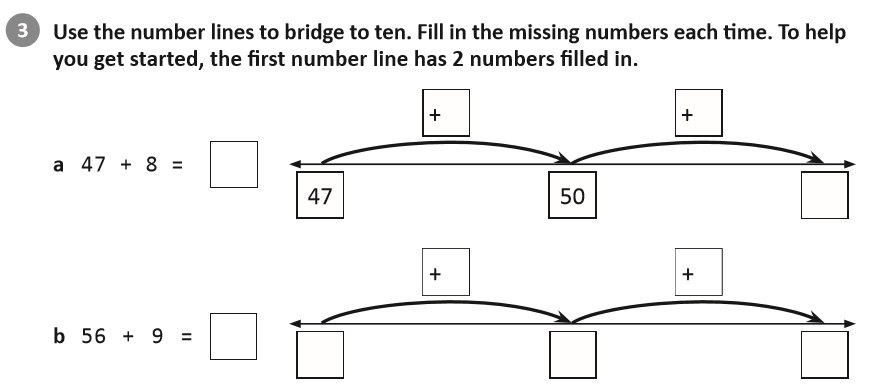 3 Use the number lines to bridge to ten. Fill in the missing numbers each time. To help
you get started, the first number line has 2 numbers filled in.
+ +
a 47 + 8 =
47 50
+ +
b 56 + 9 =